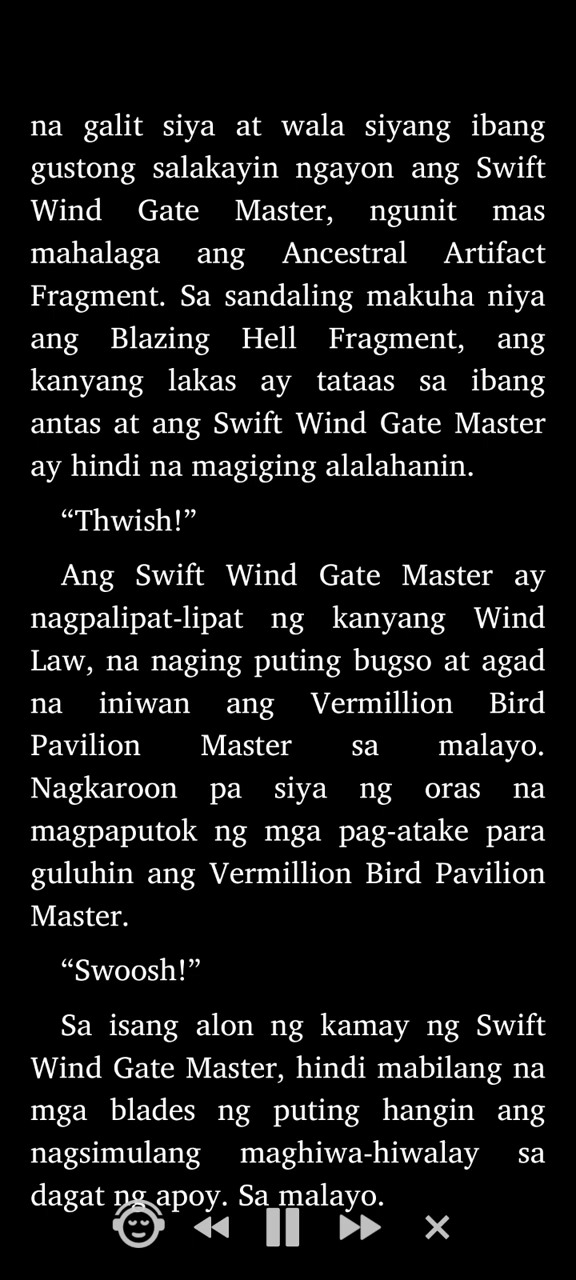 na galit siya at wala siyang ibang
gustong salakayin ngayon ang Swift
Wind Gate Master, ngunit mas
mahalaga ang Ancestral Artifact
Fragment. Sa sandaling makuha niya
ang Blazing Hell Fragment, ang
kanyang lakas ay tataas sa ibang
antas at ang Swift Wind Gate Master
ay hindi na magiging alalahanin.
“Thwish!”
Ang Swift Wind Gate Master ay
nagpalipat-lipat ng kanyang Wind
Law, na naging puting bugso at agad
na iniwan ang Vermillion Bird
Pavilion Master sa malayo.
Nagkaroon pa siya ng oras na
magpaputok ng mga pag-atake para
guluhin ang Vermillion Bird Pavilion
Master.
“Swoosh!”
Sa isang alon ng kamay ng Swift
Wind Gate Master, hindi mabilang na
mga blades ng puting hangin ang
nagsimulang maghiwa-hiwalay sa
dagat ng apoy. Sa malayo.